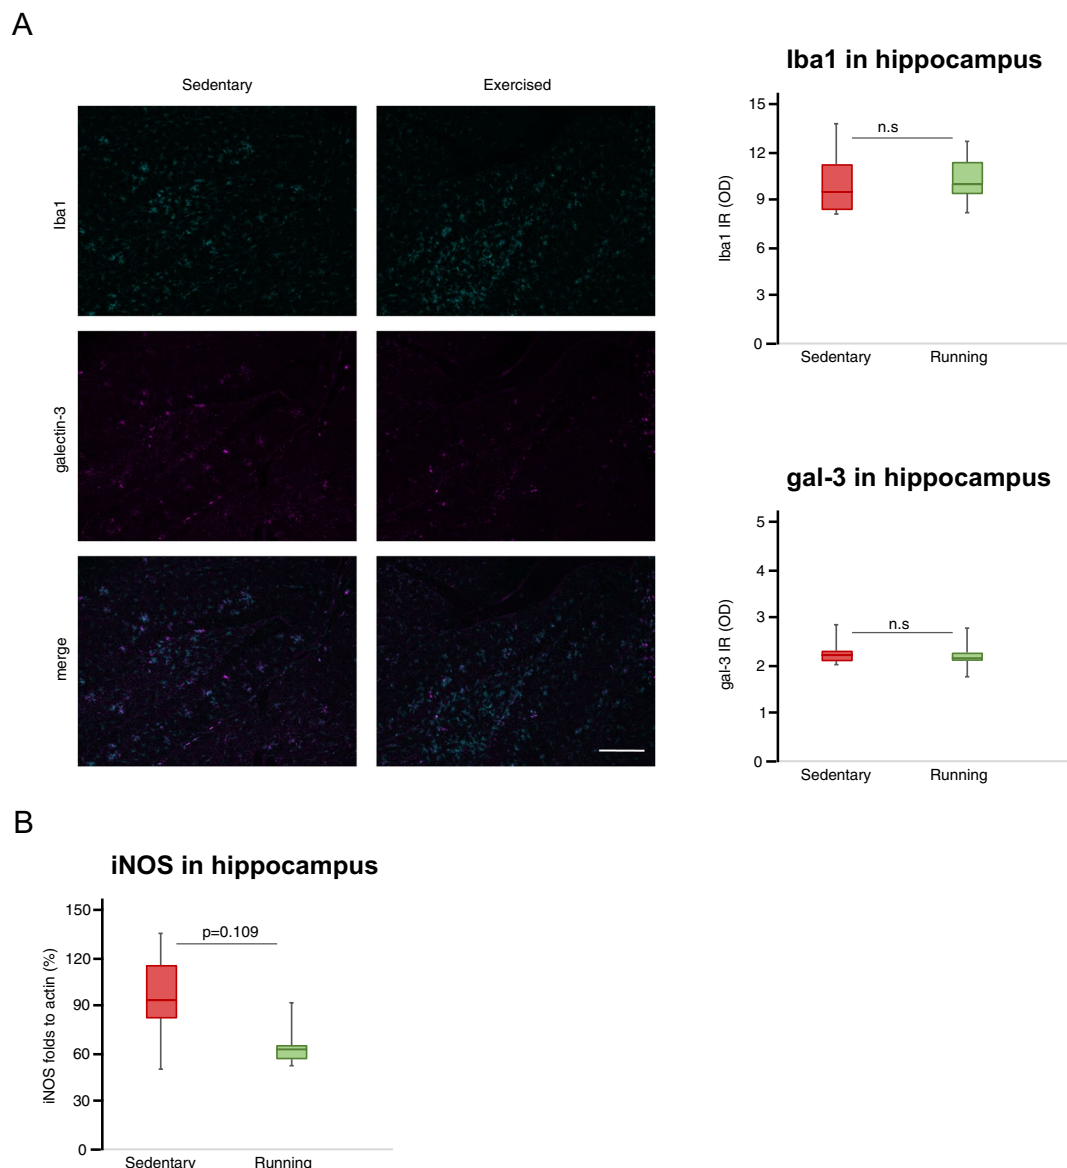 A
Sedentary
Exercised
Iba1
galectin-3
merge
Iba1 in hippocampus
Iba1 IR (OD)
15
12
9
6
3
0
n.s
Sedentary
Running
gal-3 in hippocampus
gal-3 IR (OD)
5
4
3
2
1
0
n.s
Sedentary
Running
B
iNOS in hippocampus
iNOS folds to actin (%)
150
120
90
60
30
0
p=0.109
Sedentary
Running